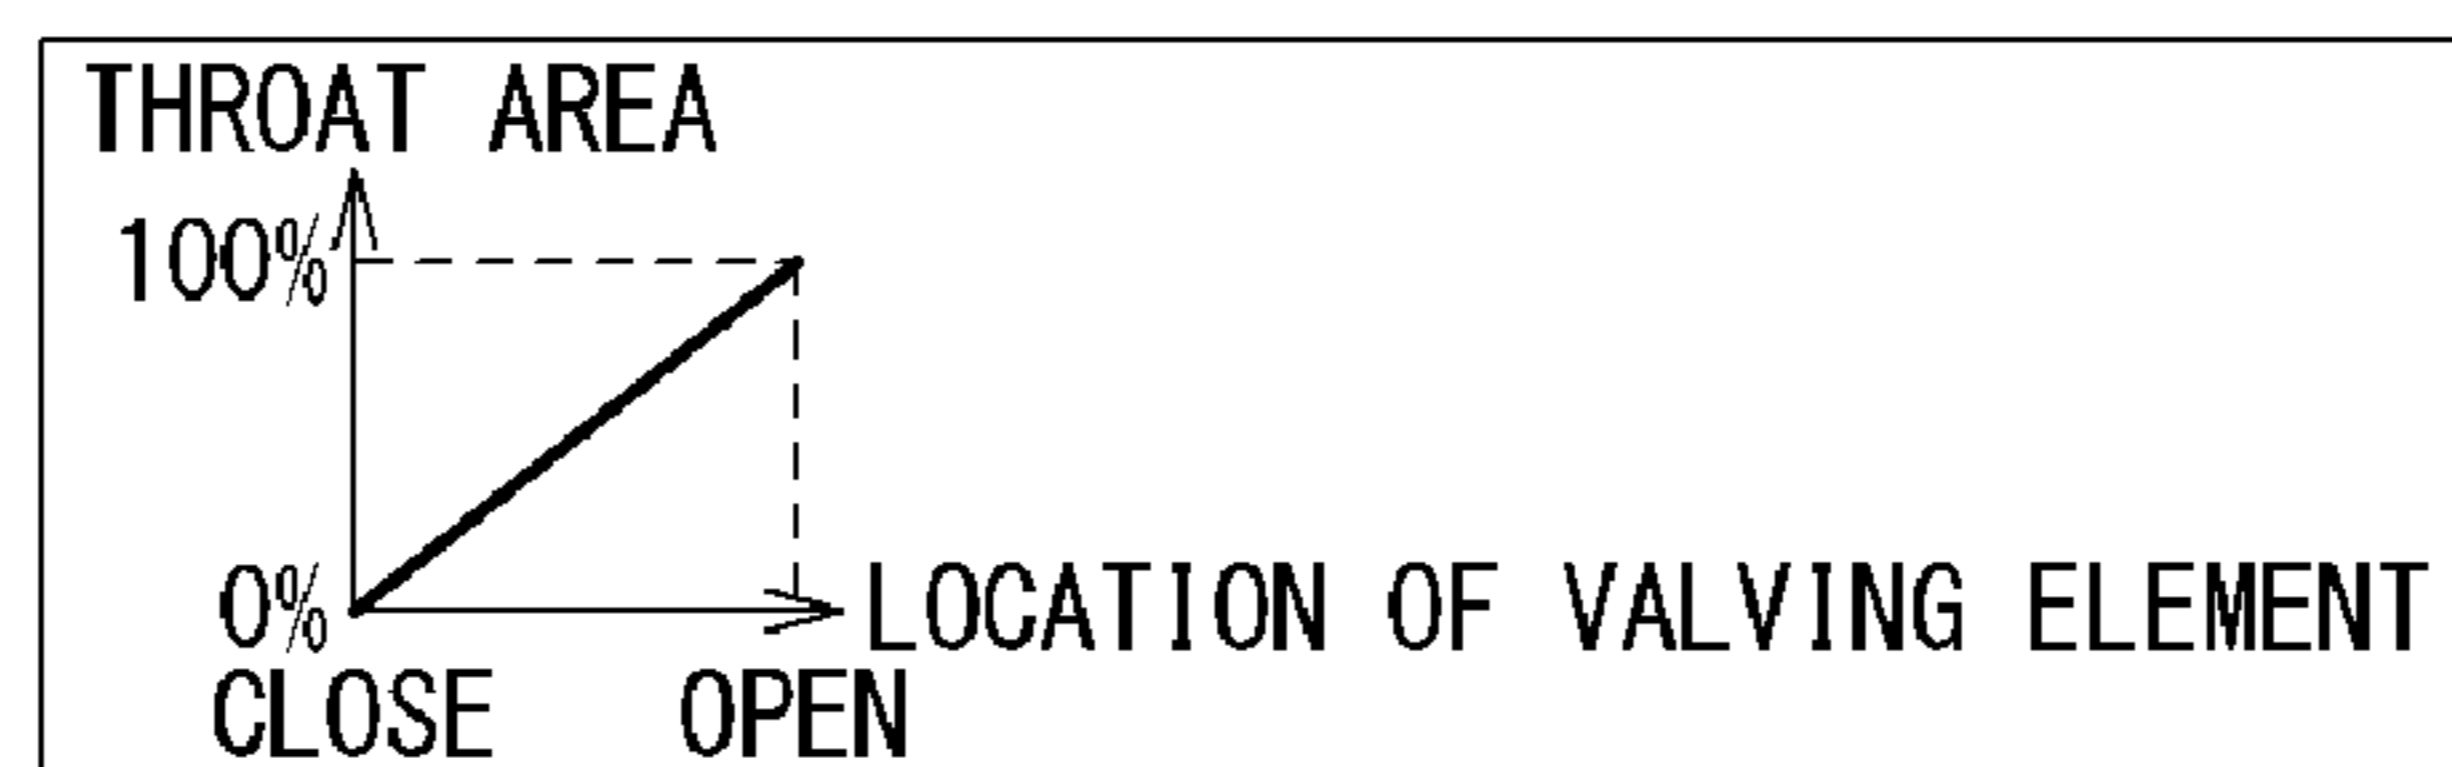 THROAT AREA
100%
0%
LOCATION OF VALVING ELEMENT
CLOSE OPEN